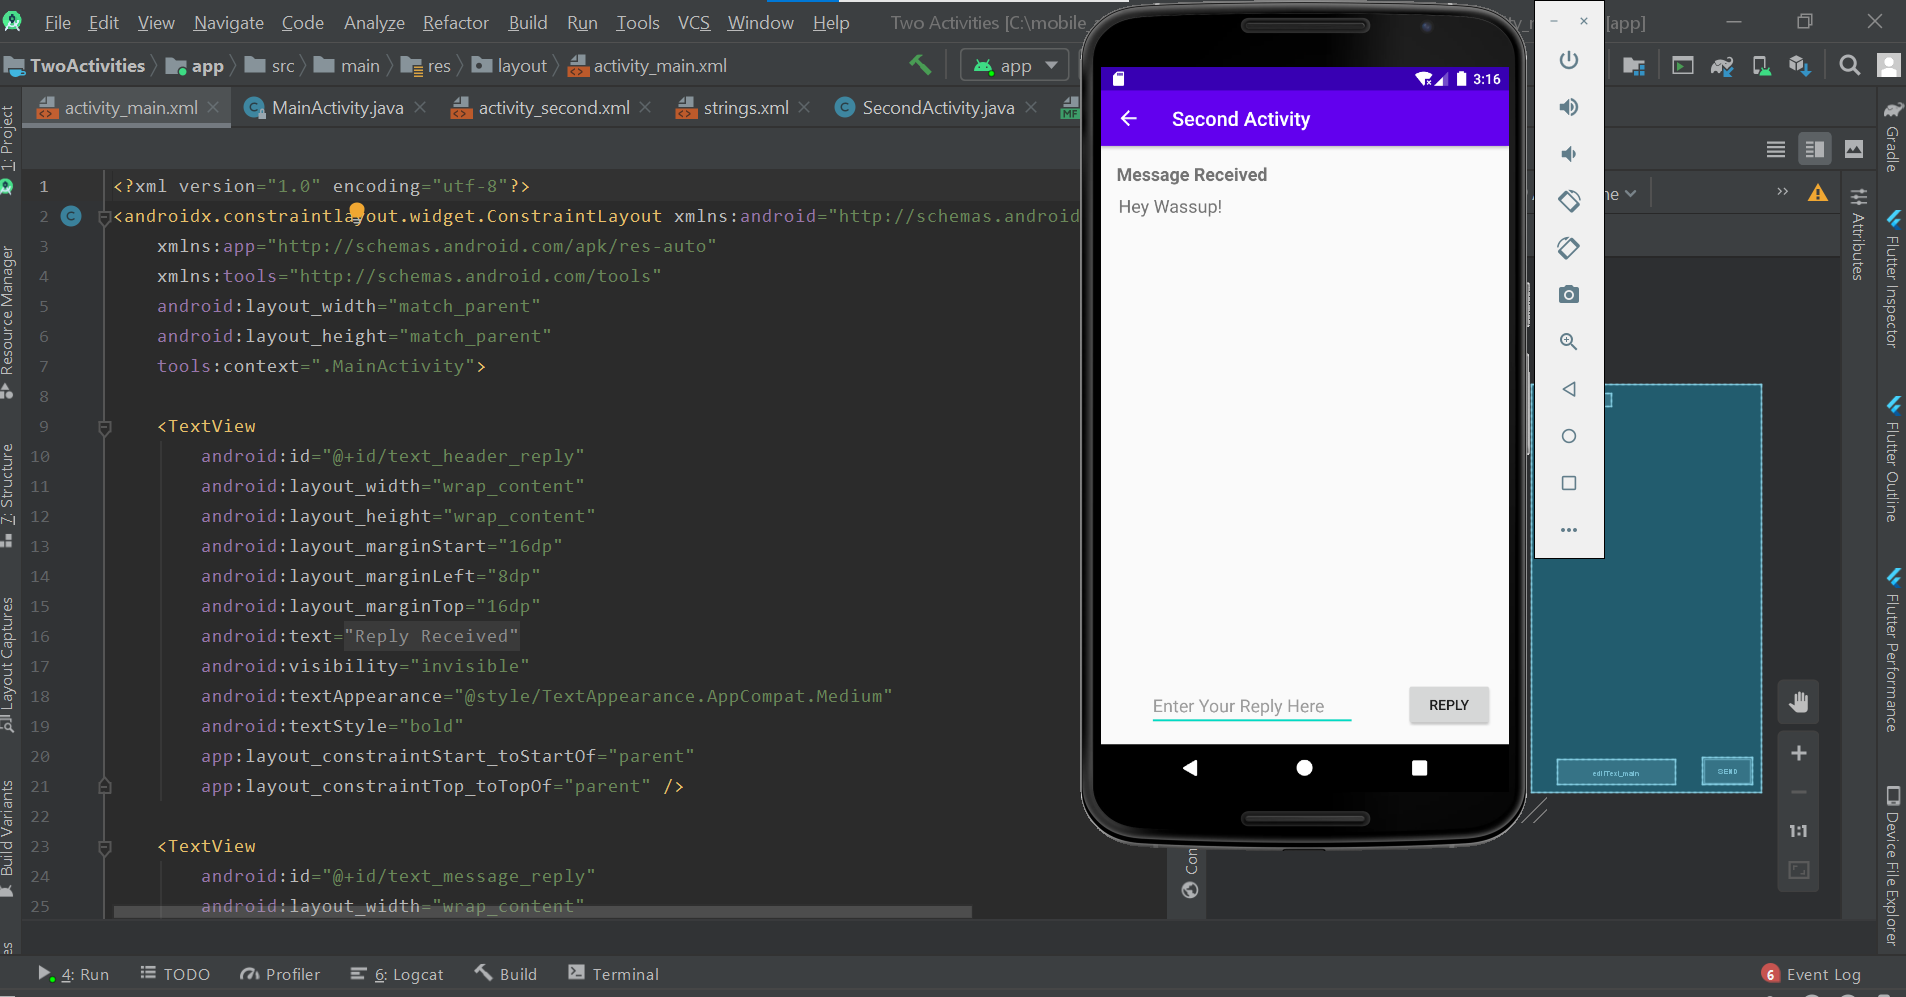 File Edit View Navigate Code Analyze Refactor Build Run Tools VCS Window Help Two Activities [C:\mobile_ [app]
TwoActivities app src main res layout activity_main.xml app
activity_main.xml MainActivity.java activity_second.xml strings.xml SecondActivity.java MF
1 <?xml version="1.0" encoding="utf-8"?>
2 <androidx.constraintlayout.widget.ConstraintLayout xmlns:android="http://schemas.android
3 xmlns:app="http://schemas.android.com/apk/res-auto"
4 xmlns:tools="http://schemas.android.com/tools"
5 android:layout_width="match_parent"
6 android:layout_height="match_parent"
7 tools:context=".MainActivity">
8
9 <TextView
10 android:id="@+id/text_header_reply"
11 android:layout_width="wrap_content"
12 android:layout_height="wrap_content"
13 android:layout_marginStart="16dp"
14 android:layout_marginLeft="8dp"
15 android:layout_marginTop="16dp"
16 android:text="Reply Received"
17 android:visibility="invisible"
18 android:textAppearance="@style/TextAppearance.AppCompat.Medium"
19 android:textStyle="bold"
20 app:layout_constraintStart_toStartOf="parent"
21 app:layout_constraintTop_toTopOf="parent" />
22
23 <TextView
24 android:id="@+id/text_message_reply"
25 android:layout_width="wrap_content"
3:16
Second Activity
Message Received
Hey Wassup!
Enter Your Reply Here
REPLY
editText_main
SEND
1:1
1: Project
Resource Manager
7: Structure
Layout Captures
Build Variants
Gradle
Attributes
Flutter Inspector
Flutter Outline
Flutter Performance
Device File Explorer
4: Run TODO Profiler 6: Logcat Build Terminal 6 Event Log